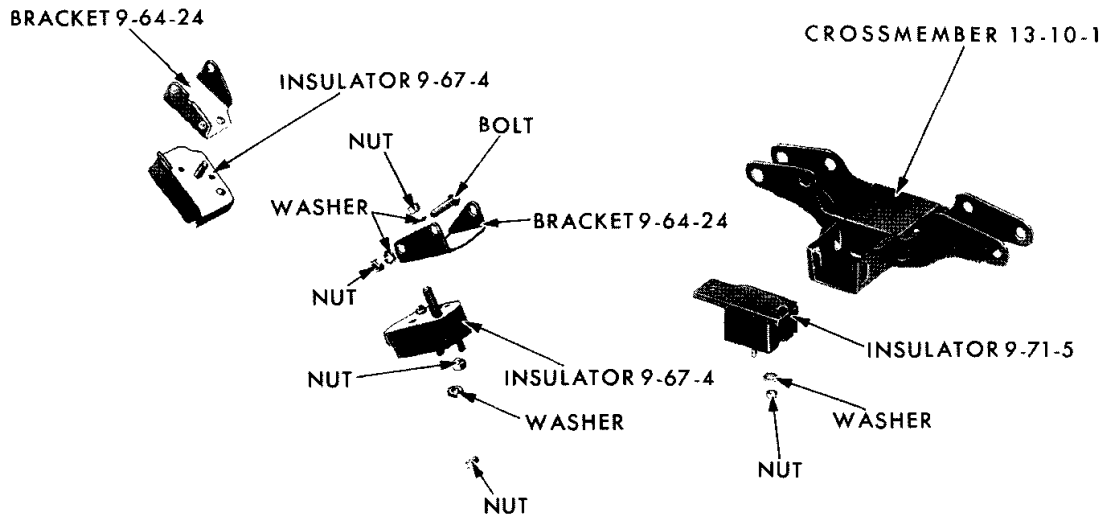 BRACKET 9-64-24
CROSSMEMBER 13-10-1
INSULATOR 9-67-4
BOLT
NUT
WASHER
BRACKET 9-64-24
NUT
INSULATOR 9-71-5
NUT
INSULATOR 9-67-4
WASHER
WASHER
NUT
NUT